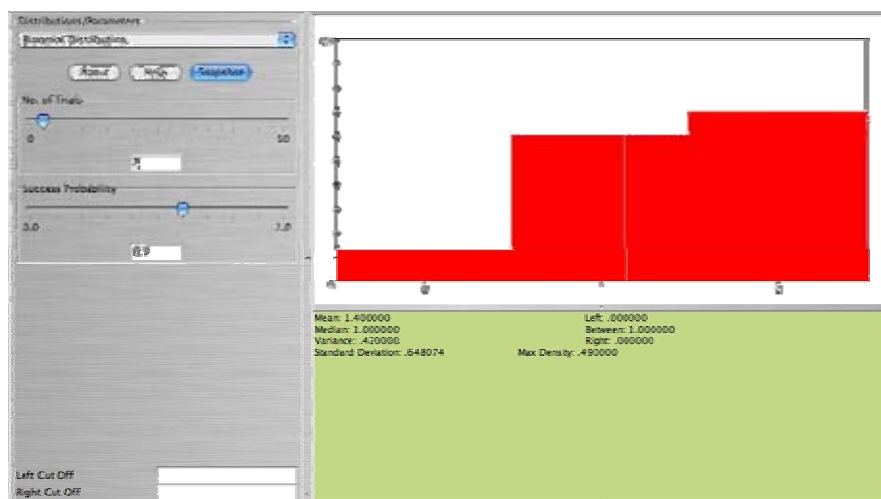 Distributions/Parameters
Binomial Distribution
About Help Snapshot
No. of Trials
0 50
Success Probability
0.0 1.0
Mean: 1.400000 Left: .000000
Median: 1.000000 Between: 1.000000
Variance: .420000 Right: .000000
Standard Deviation: .648074 Max Density: .490000
Left Cut Off
Right Cut Off